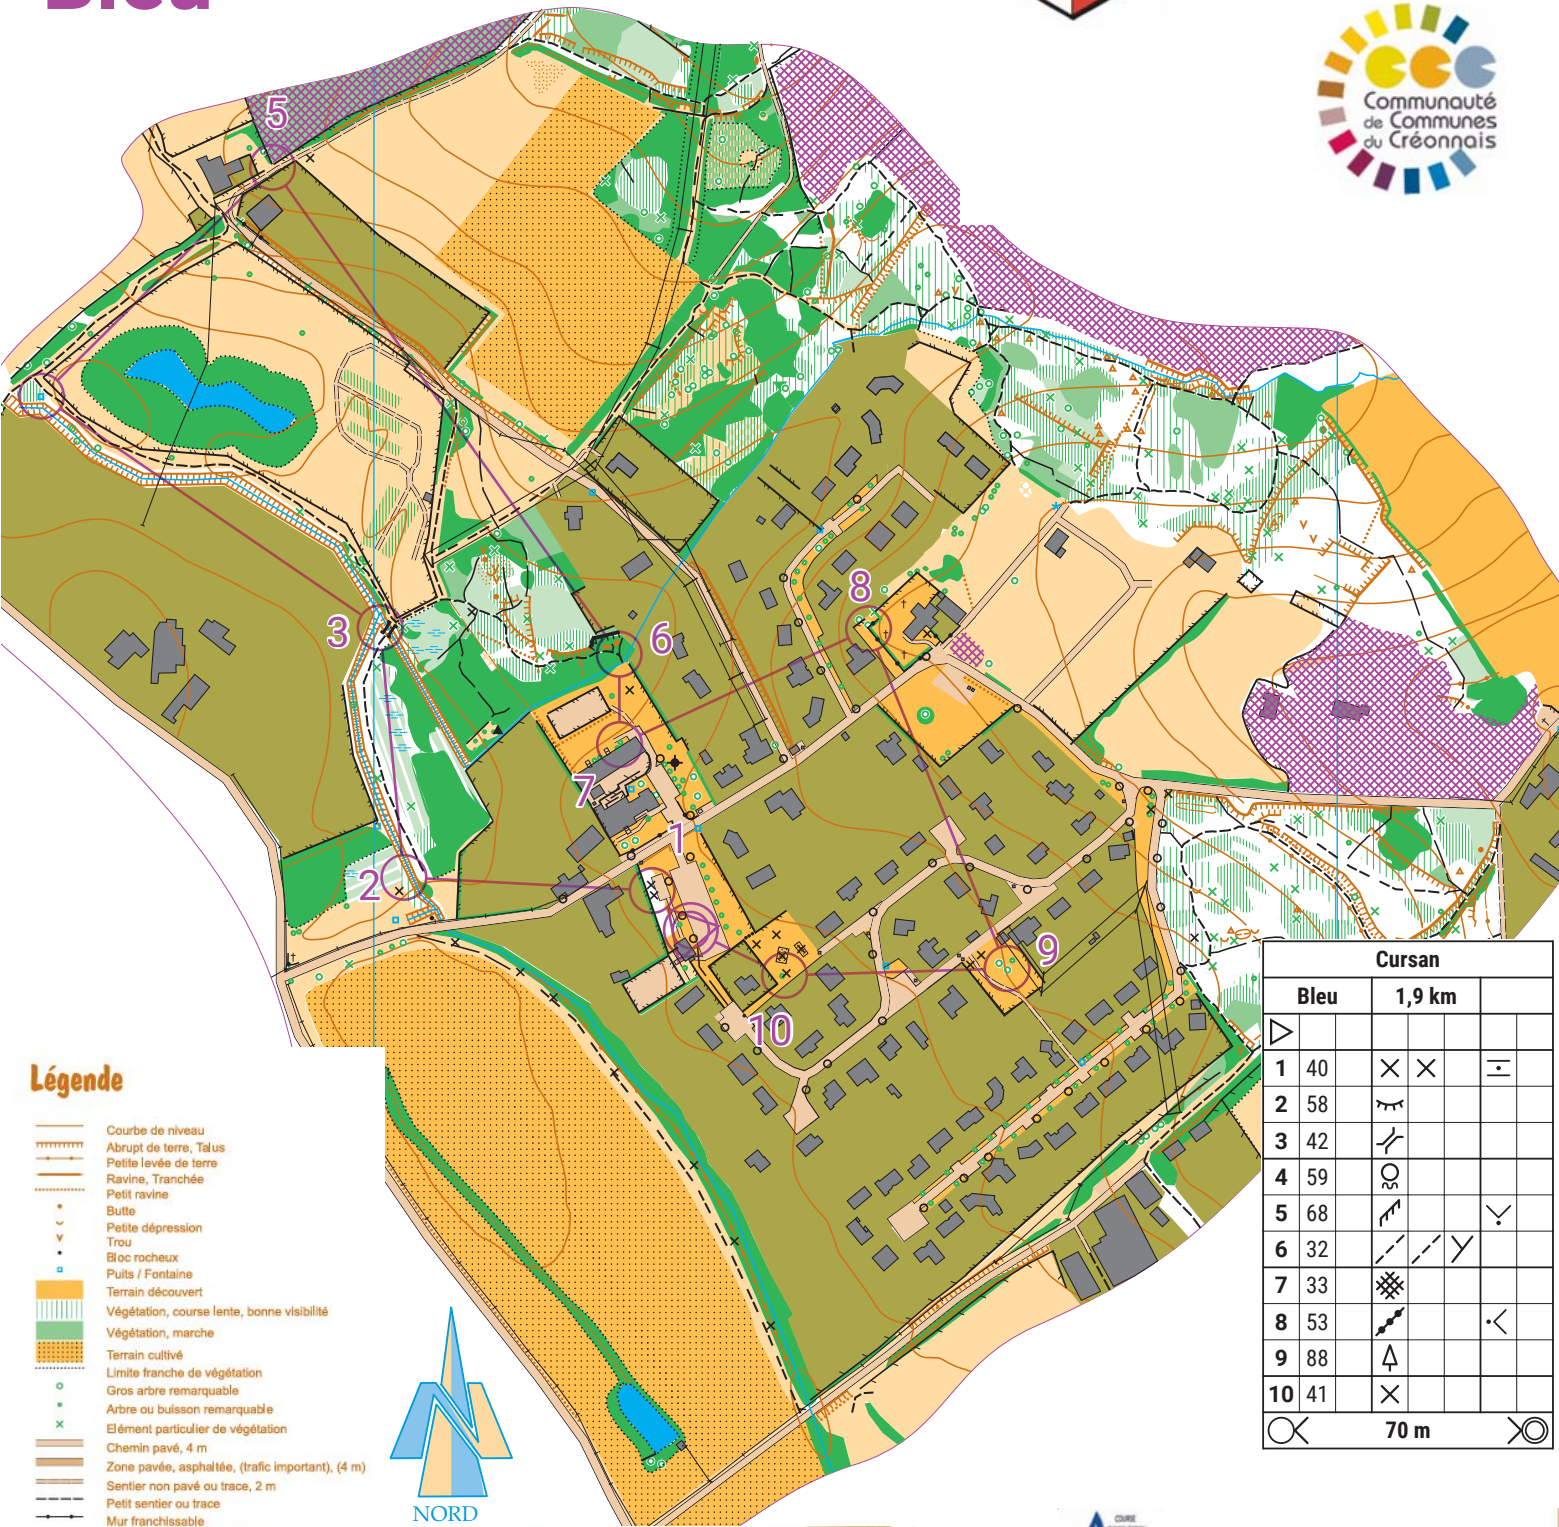 Bleu
Communauté
de Communes
du Créonnais
5
8
3
6
7
1
2
9
10
Cursan
Bleu 1,9 km
1 40
2 58
3 42
4 59
5 68
6 32
7 33
8 53
9 88
10 41
70 m
Légende
Courbe de niveau
Abrupt de terre, Talus
Petite levée de terre
Ravine, Tranchée
Petit ravine
Butte
Petite dépression
Trou
Bloc rocheux
Puits / Fontaine
Terrain découvert
Végétation, course lente, bonne visibilité
Végétation, marche
Terrain cultivé
Limite franche de végétation
Gros arbre remarquable
Arbre ou buisson remarquable
Elément particulier de végétation
Chemin pavé, 4 m
Zone pavée, asphaltée, (trafic important), (4 m)
Sentier non pavé ou trace, 2 m
Petit sentier ou trace
Mur franchissable
NORD
COURSE